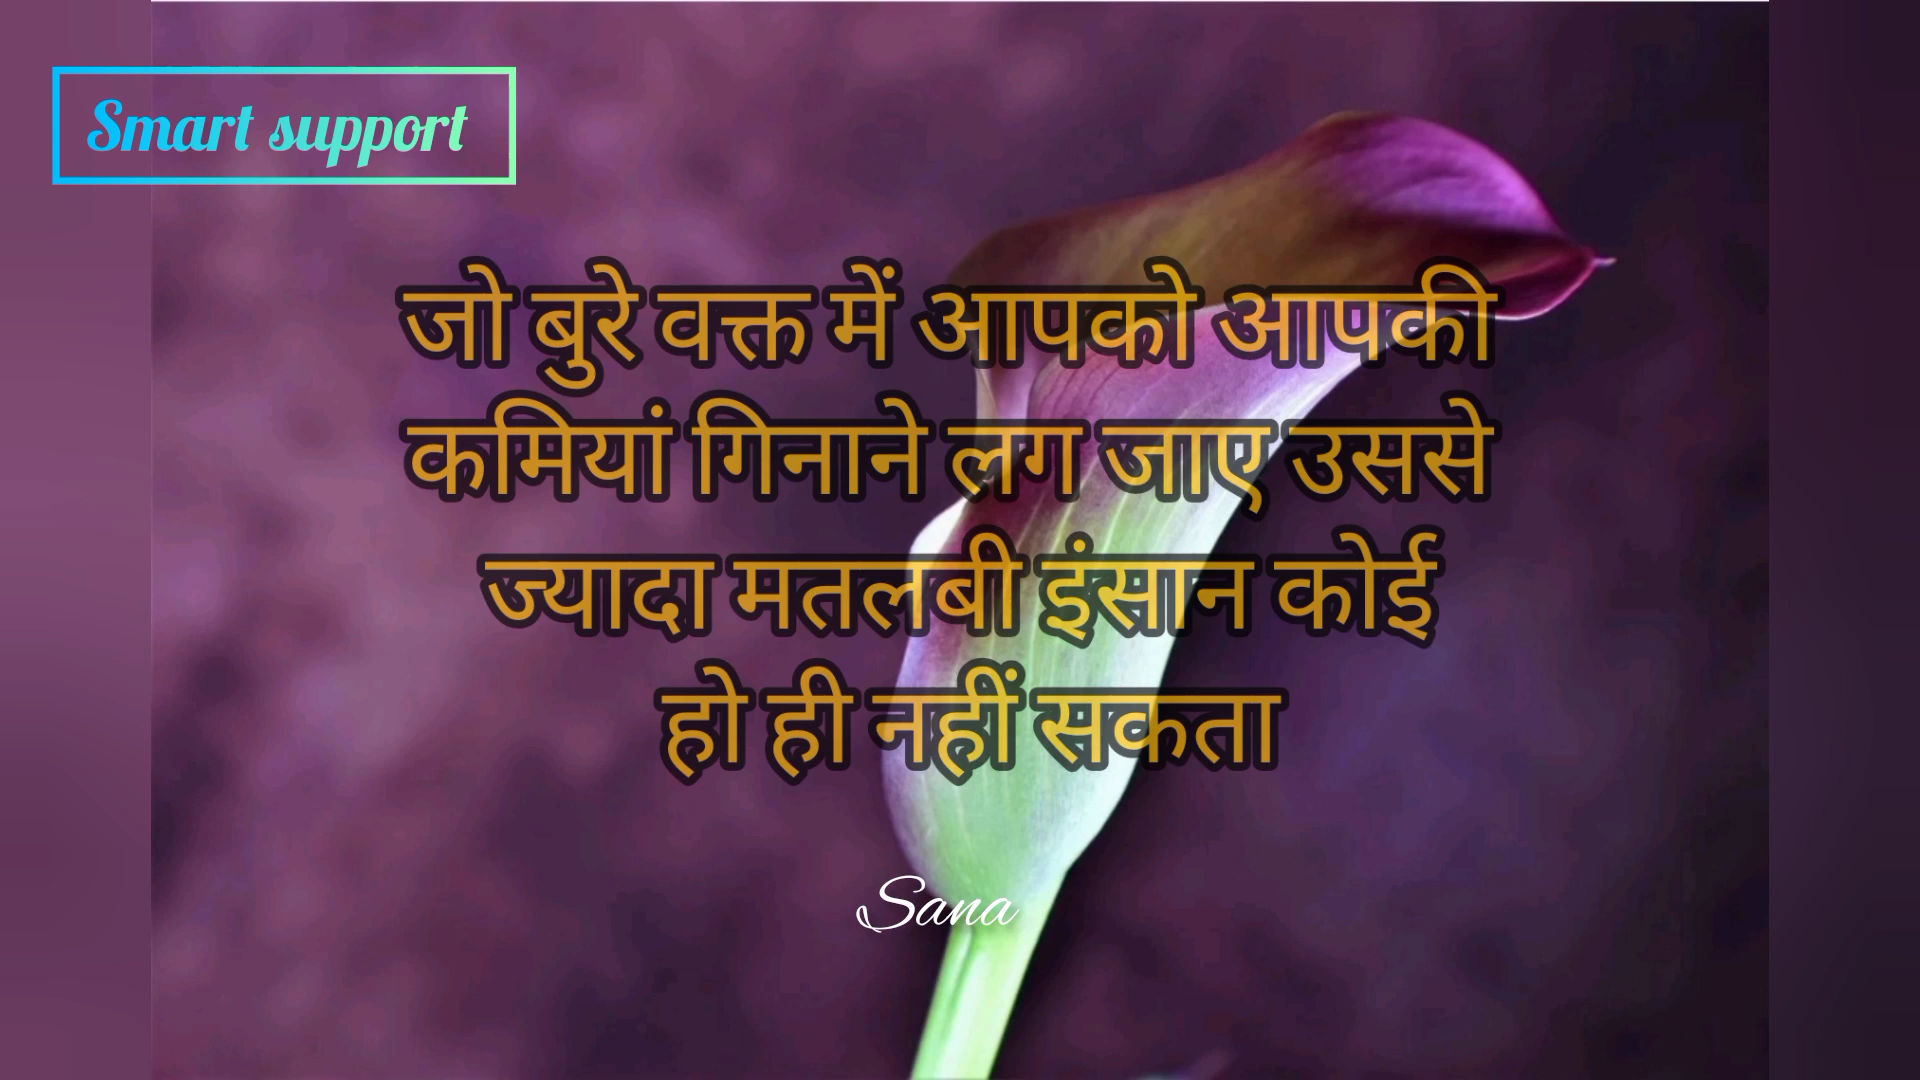 Smart support
जो बुरे वक्त में आपको आपकी
कमियां गिनाने लग जाए उससे
ज्यादा मतलबी इंसान कोई
हो ही नहीं सकता
Sana